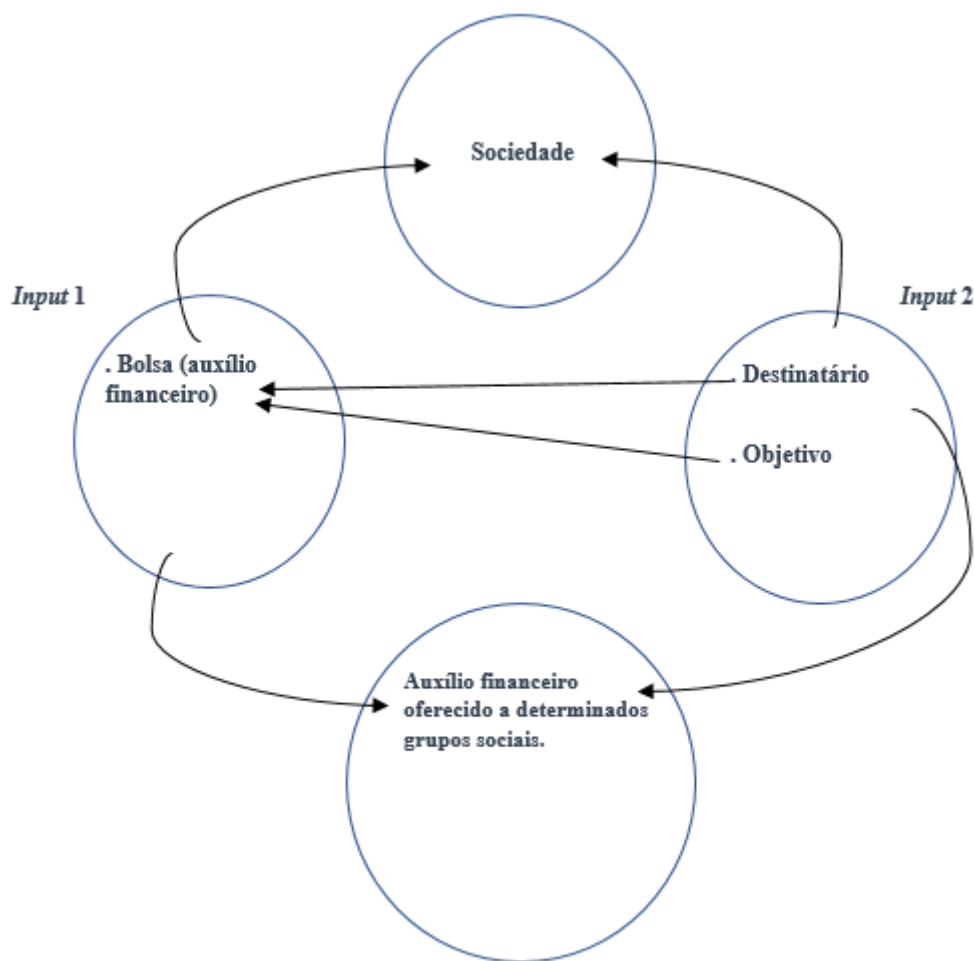 Sociedade
Input 1
Input 2
. Bolsa (auxílio
financeiro)
. Destinatário
. Objetivo
Auxílio financeiro
oferecido a determinados
grupos sociais.